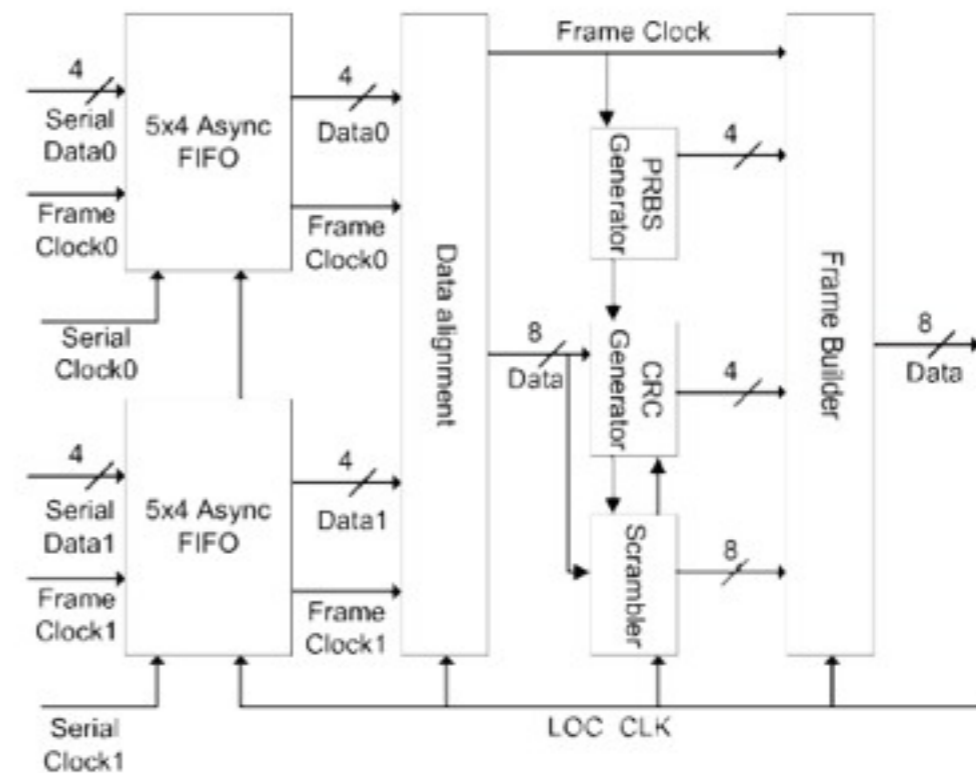 Frame Clock
4
Serial
Data0
5x4 Async
FIFO
4
Data0
Frame
Clock0
Frame
Clock0
Serial
Clock0
Data alignment
PRBS
Generator
4
8
Data
CRC
Generator
4
Scrambler
8
Frame Builder
8
Data
4
Serial
Data1
5x4 Async
FIFO
4
Data1
Frame
Clock1
Frame
Clock1
Serial
Clock1
LOC CLK